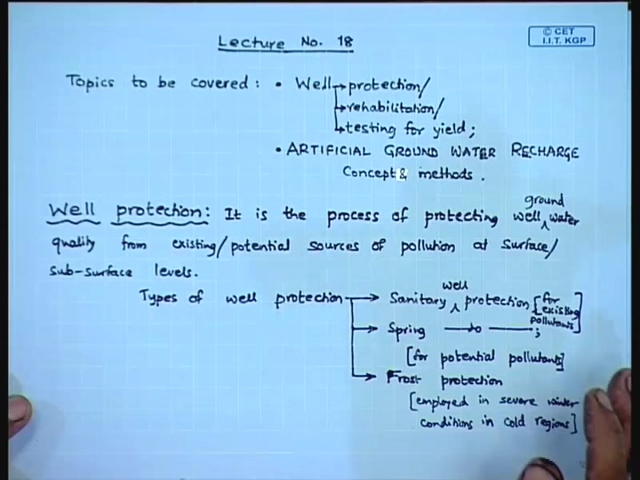 © CET
I.I.T. KGP
Lecture No. 18
Topics to be covered : • Well → protection/
→ rehabilitation/
→ testing for yield ;
• ARTIFICIAL GROUND WATER RECHARGE
Concept & methods .
Well protection : It is the process of protecting well ground water
quality from existing/potential sources of pollution at surface/
sub-surface levels.
Types of well protection → Sanitary well protection [for existing pollutants] ;
→ Spring —"— ;
[for potential pollutants]
→ Frost protection
[employed in severe winter
conditions in cold regions]